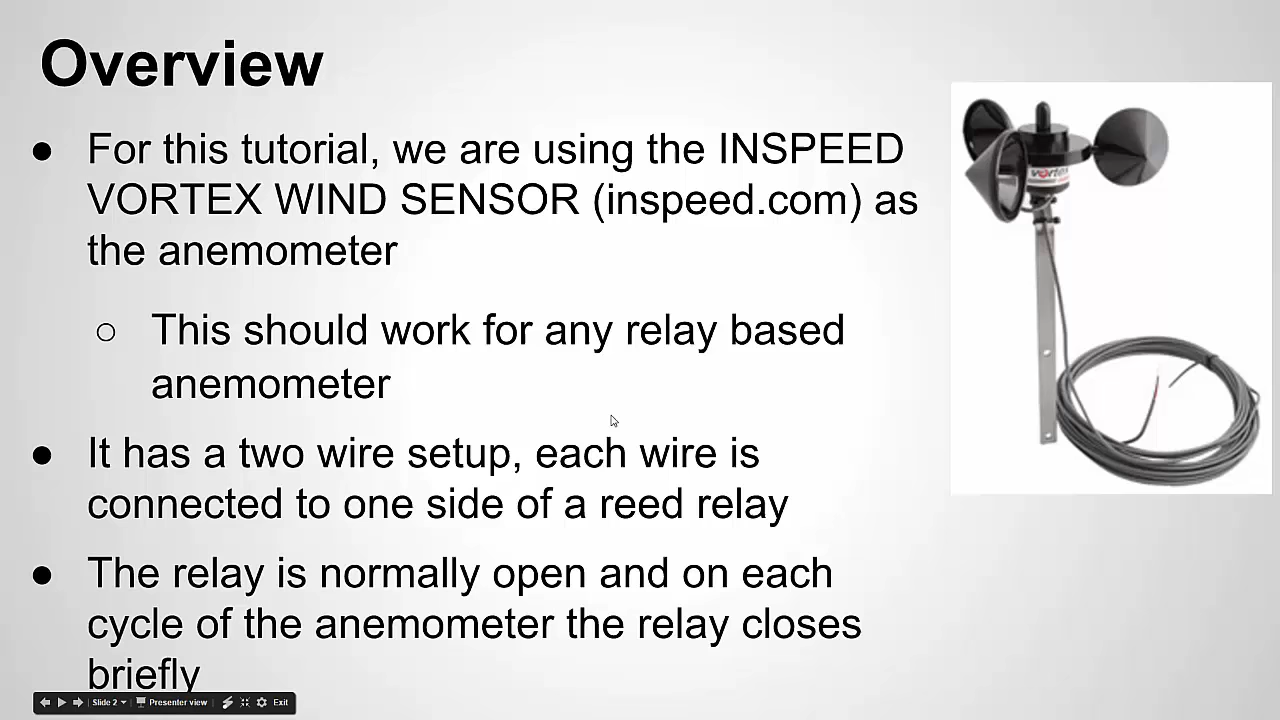 Overview
● For this tutorial, we are using the INSPEED
VORTEX WIND SENSOR (inspeed.com) as
the anemometer
○ This should work for any relay based
anemometer
● It has a two wire setup, each wire is
connected to one side of a reed relay
● The relay is normally open and on each
cycle of the anemometer the relay closes
briefly
vortex
Slide 2 Presenter view Exit